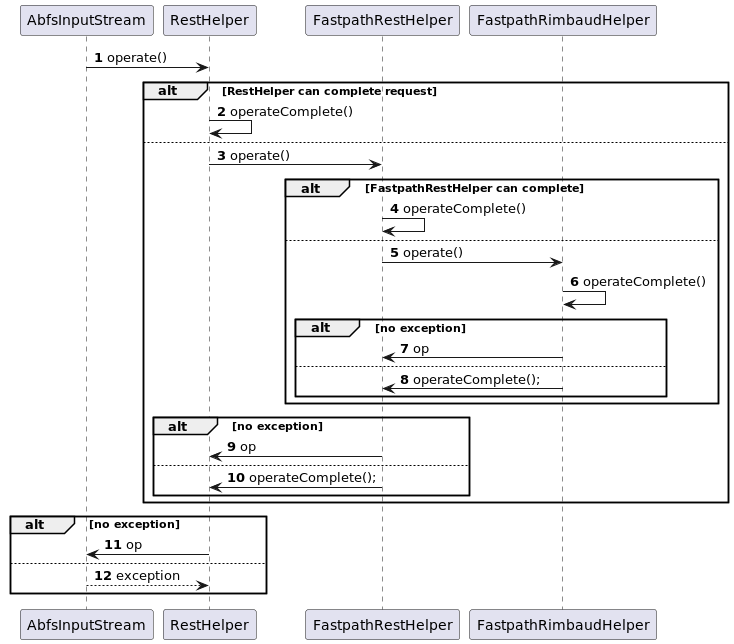 AbfsInputStream RestHelper FastpathRestHelper FastpathRimbaudHelper
1 operate()
alt [RestHelper can complete request]
2 operateComplete()
3 operate()
alt [FastpathRestHelper can complete]
4 operateComplete()
5 operate()
6 operateComplete()
alt [no exception]
7 op
8 operateComplete();
alt [no exception]
9 op
10 operateComplete();
alt [no exception]
11 op
12 exception
AbfsInputStream RestHelper FastpathRestHelper FastpathRimbaudHelper